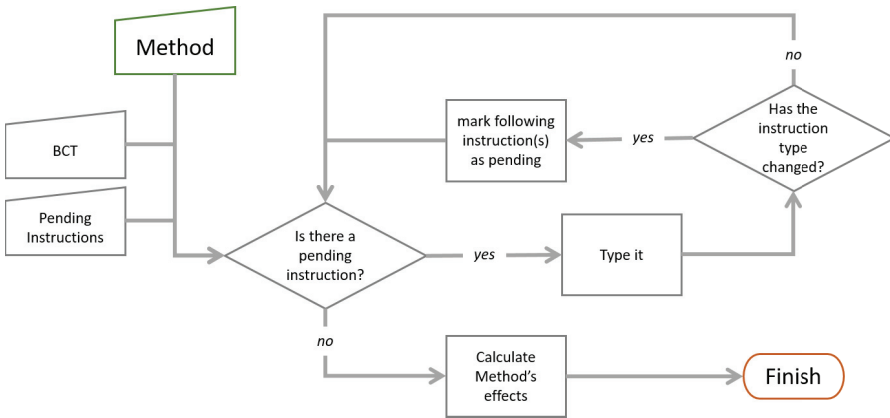 Method
BCT
Pending
Instructions
Is there a
pending
instruction?
yes
Type it
Has the
instruction
type
changed?
no
yes
mark following
instruction(s)
as pending
no
Calculate
Method's
effects
Finish